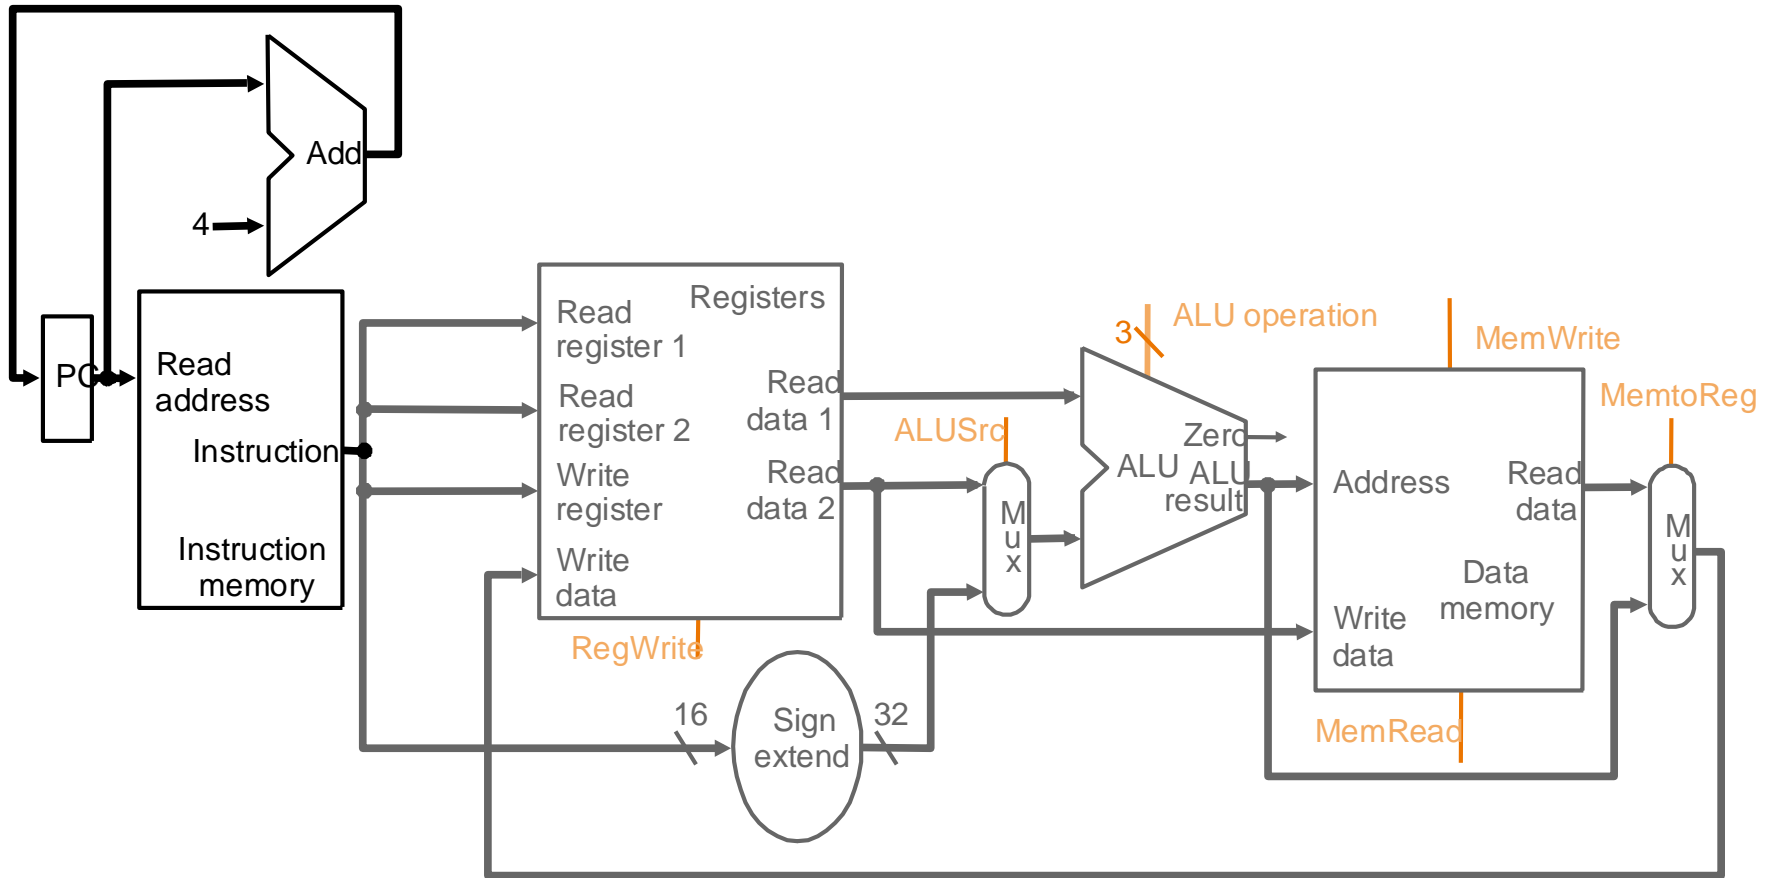 Add
4
PC
Read
address
Instruction
Instruction
memory
Registers
Read
register 1
Read
register 2
Write
register
Write
data
Read
data 1
Read
data 2
RegWrite
16
Sign
extend
32
ALUSrc
M
u
x
3
ALU operation
Zero
ALU
ALU
result
MemWrite
Address
Read
data
Data
memory
Write
data
MemRead
MemtoReg
M
u
x